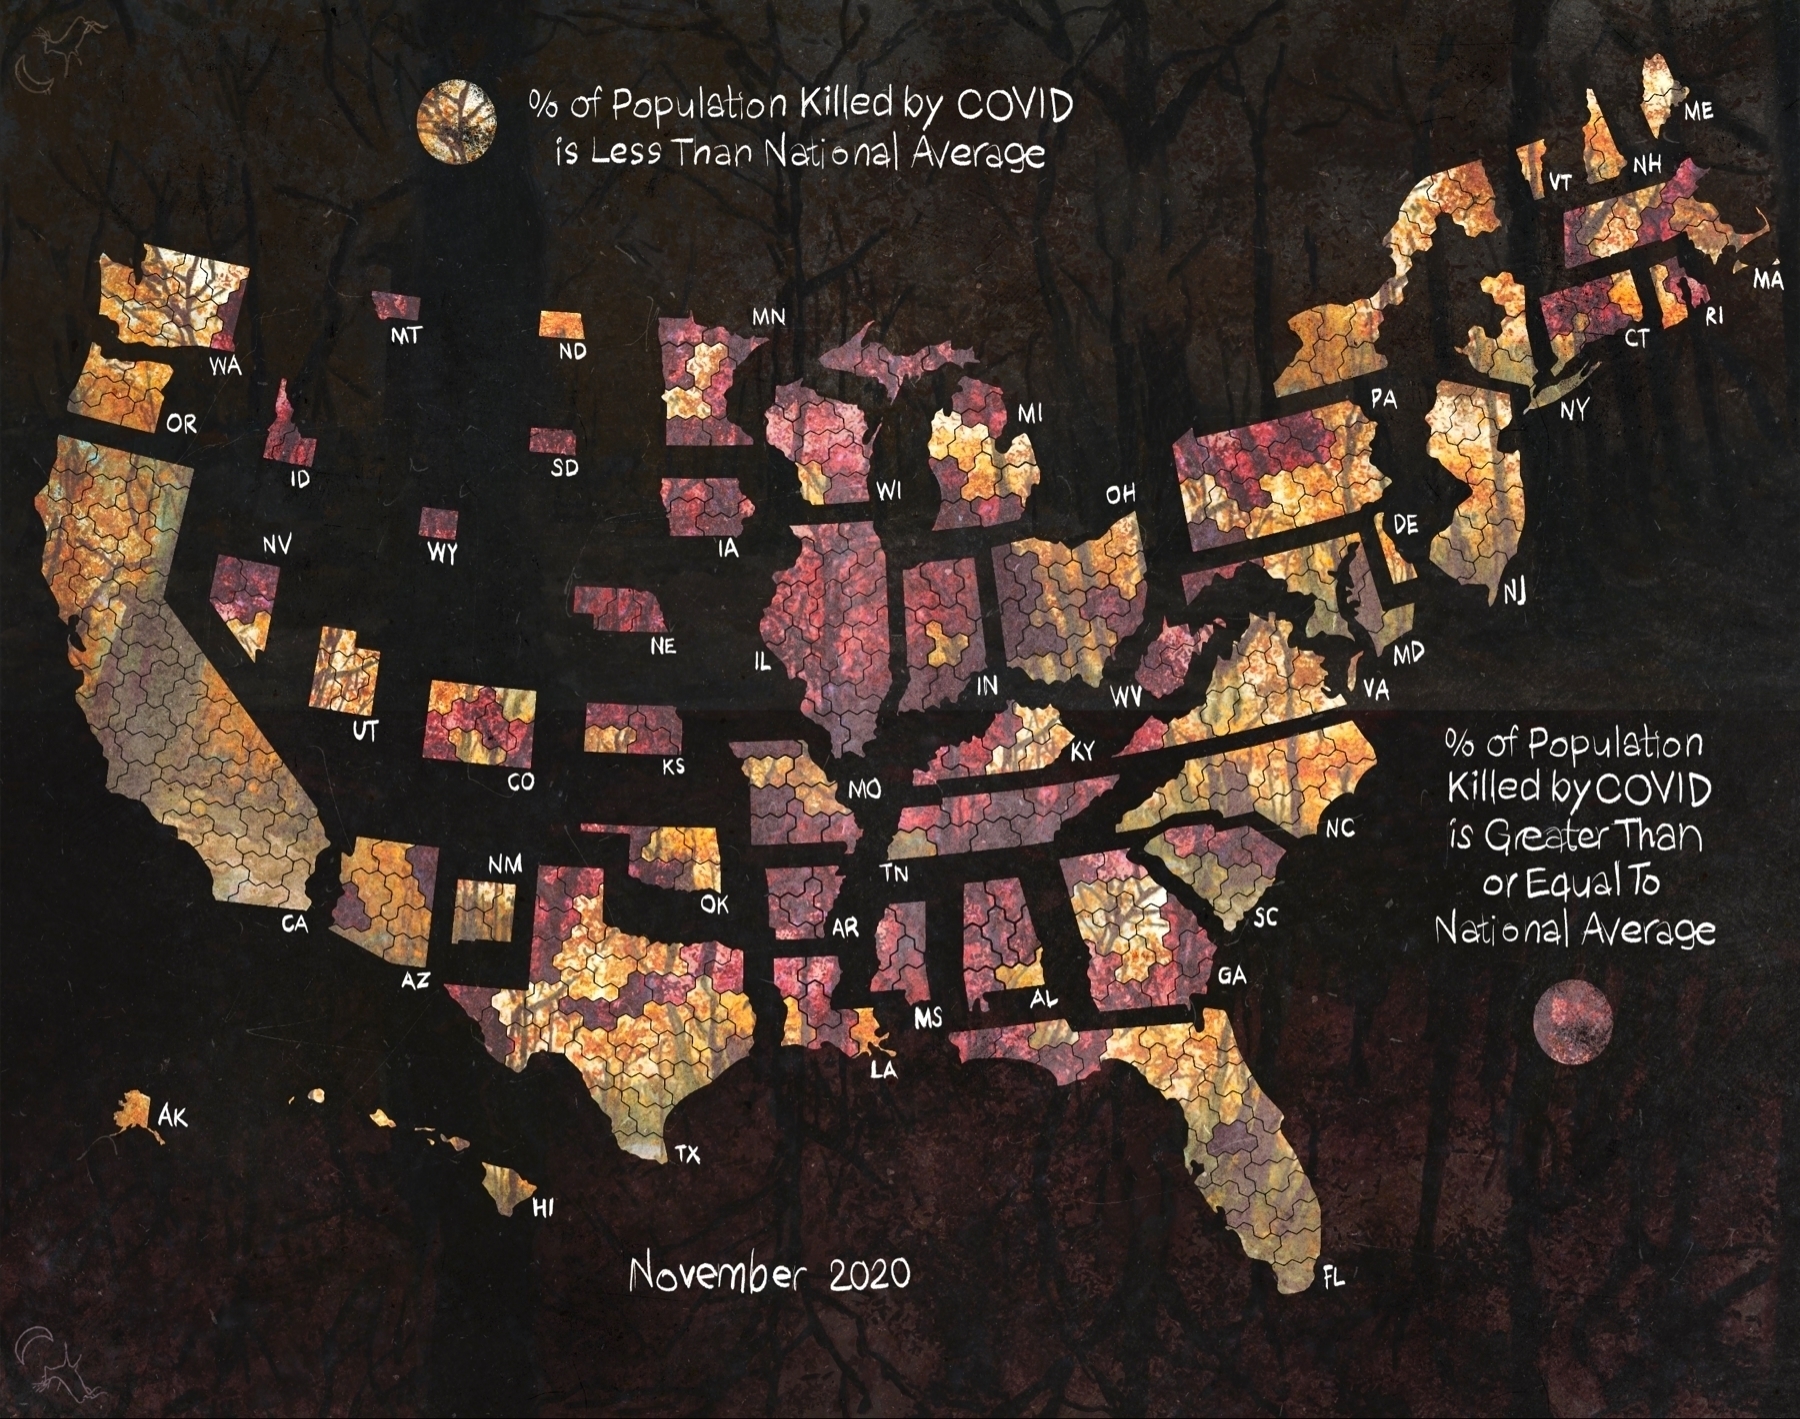 % of Population Killed by COVID
is Less Than National Average
ME
NH
VT
MA
RI
CT
NY
PA
NJ
DE
MD
VA
WV
OH
MI
WI
MN
ND
MT
WA
OR
ID
SD
IA
WY
NV
NE
IL
IN
UT
CO
KS
MO
KY
TN
NC
SC
GA
AL
MS
AR
OK
NM
AZ
CA
LA
TX
FL
AK
HI
% of Population
Killed by COVID
is Greater Than
or Equal To
National Average
November 2020